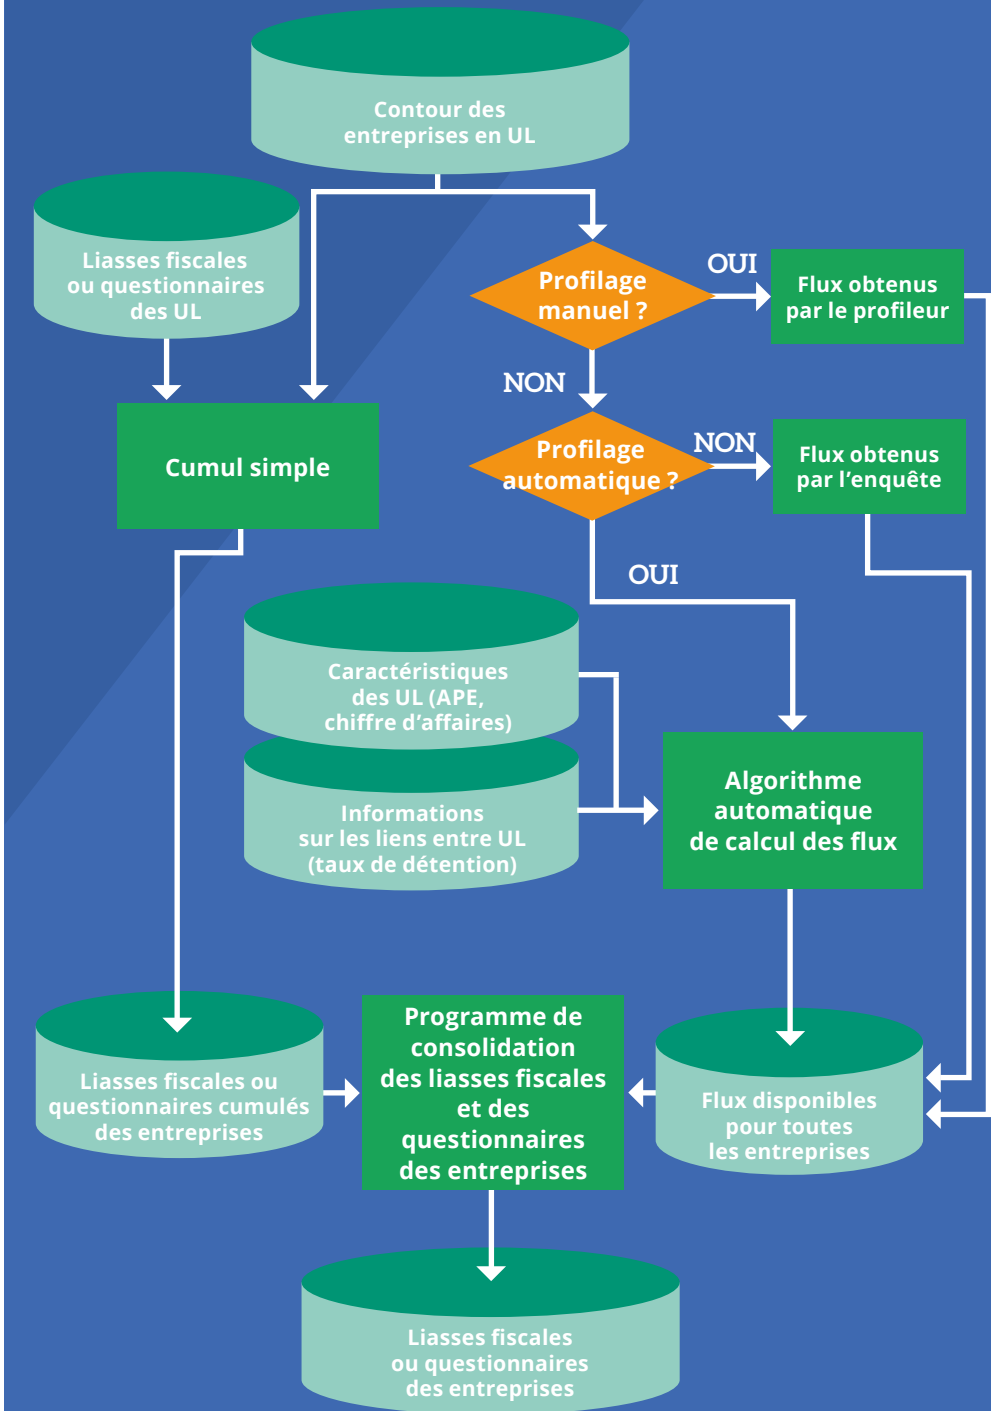 Contour des
entreprises en UL
Liasses fiscales
ou questionnaires
des UL
Profilage
manuel ?
OUI
Flux obtenus
par le profileur
NON
Cumul simple
Profilage
automatique ?
NON
Flux obtenus
par l'enquête
OUI
Caractéristiques
des UL (APE,
chiffre d'affaires)
Informations
sur les liens entre UL
(taux de détention)
Algorithme
automatique
de calcul des flux
Liasses fiscales ou
questionnaires cumulés
des entreprises
Programme de
consolidation
des liasses fiscales
et des
questionnaires
des entreprises
Flux disponibles
pour toutes
les entreprises
Liasses fiscales
ou questionnaires
des entreprises